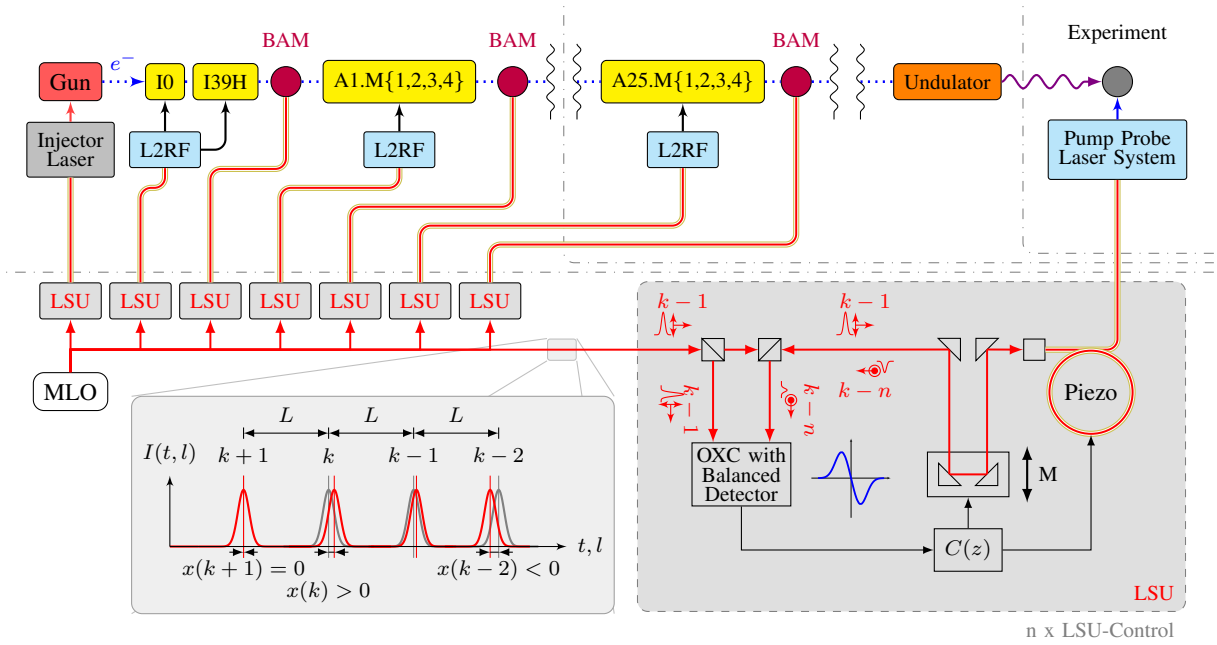 Experiment
BAM
BAM
BAM
Gun
e−
I0
I39H
A1.M{1,2,3,4}
A25.M{1,2,3,4}
Undulator
Injector
Laser
L2RF
L2RF
L2RF
Pump Probe
Laser System
LSU
LSU
LSU
LSU
LSU
LSU
LSU
MLO
k − 1
k − 1
k − n
k − 1
k − n
Piezo
OXC with
Balanced
Detector
M
C(z)
LSU
n x LSU-Control
L
L
L
I(t, l)
k + 1
k
k − 1
k − 2
t, l
x(k + 1) = 0
x(k − 2) < 0
x(k) > 0